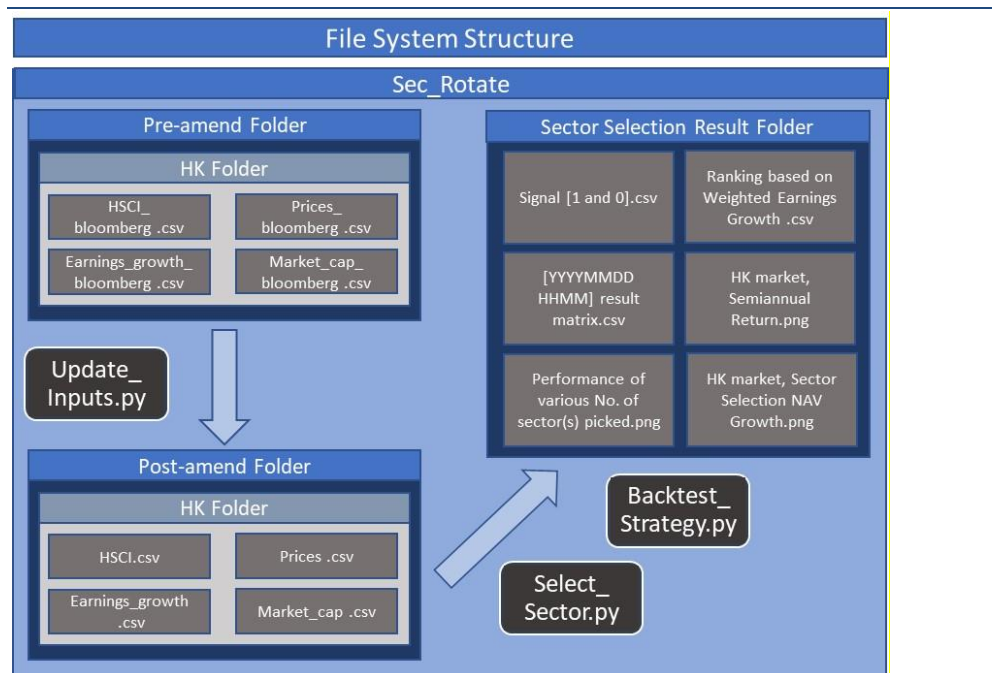 File System Structure
Sec_Rotate
Pre-amend Folder
HK Folder
HSCI_
bloomberg .csv
Prices_
bloomberg .csv
Earnings_growth_
bloomberg .csv
Market_cap_
bloomberg .csv
Update_
Inputs.py
Post-amend Folder
HK Folder
HSCI.csv
Prices .csv
Earnings_growth
.csv
Market_cap .csv
Sector Selection Result Folder
Signal [1 and 0].csv
Ranking based on
Weighted Earnings
Growth .csv
[YYYYMMDD
HHMM] result
matrix.csv
HK market,
Semiannual
Return.png
Performance of
various No. of
sector(s) picked.png
HK market, Sector
Selection NAV
Growth.png
Backtest_
Strategy.py
Select_
Sector.py